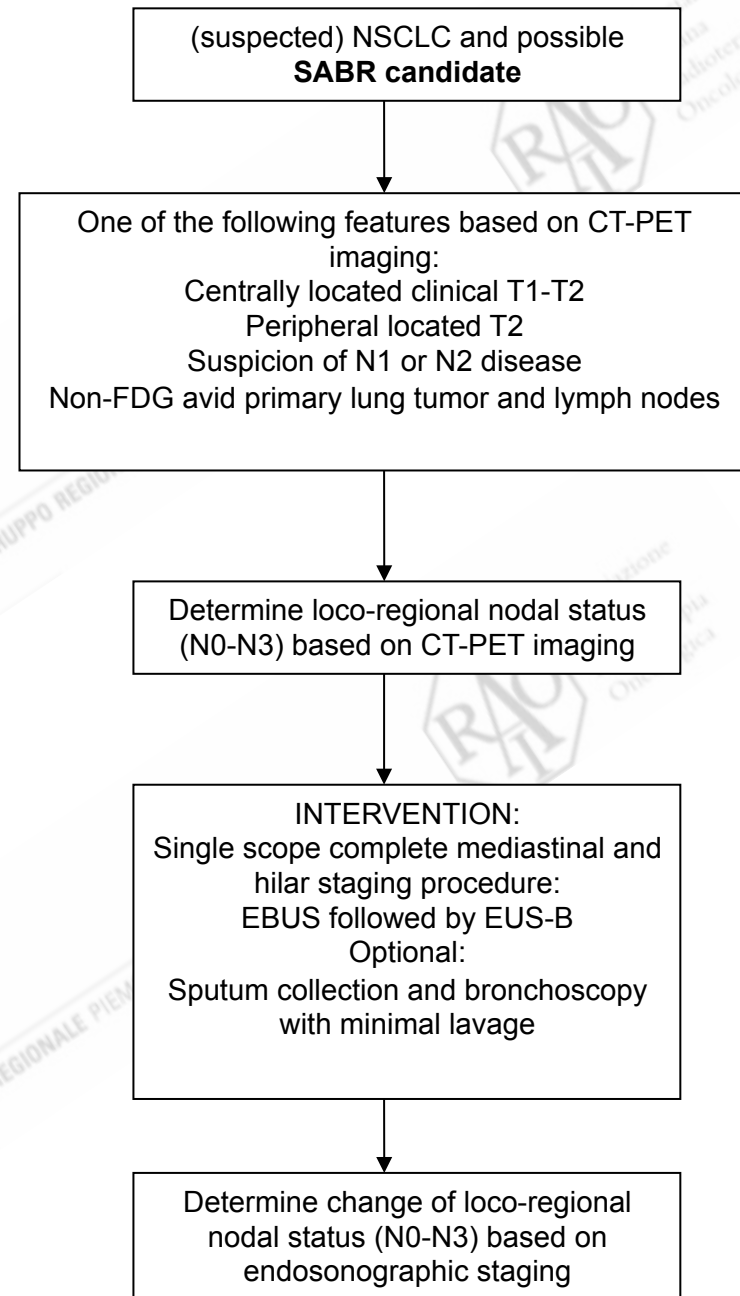 (suspected) NSCLC and possible
SABR candidate
One of the following features based on CT-PET
imaging:
Centrally located clinical T1-T2
Peripheral located T2
Suspicion of N1 or N2 disease
Non-FDG avid primary lung tumor and lymph nodes
Determine loco-regional nodal status
(N0-N3) based on CT-PET imaging
INTERVENTION:
Single scope complete mediastinal and
hilar staging procedure:
EBUS followed by EUS-B
Optional:
Sputum collection and bronchoscopy
with minimal lavage
Determine change of loco-regional
nodal status (N0-N3) based on
endosonographic staging